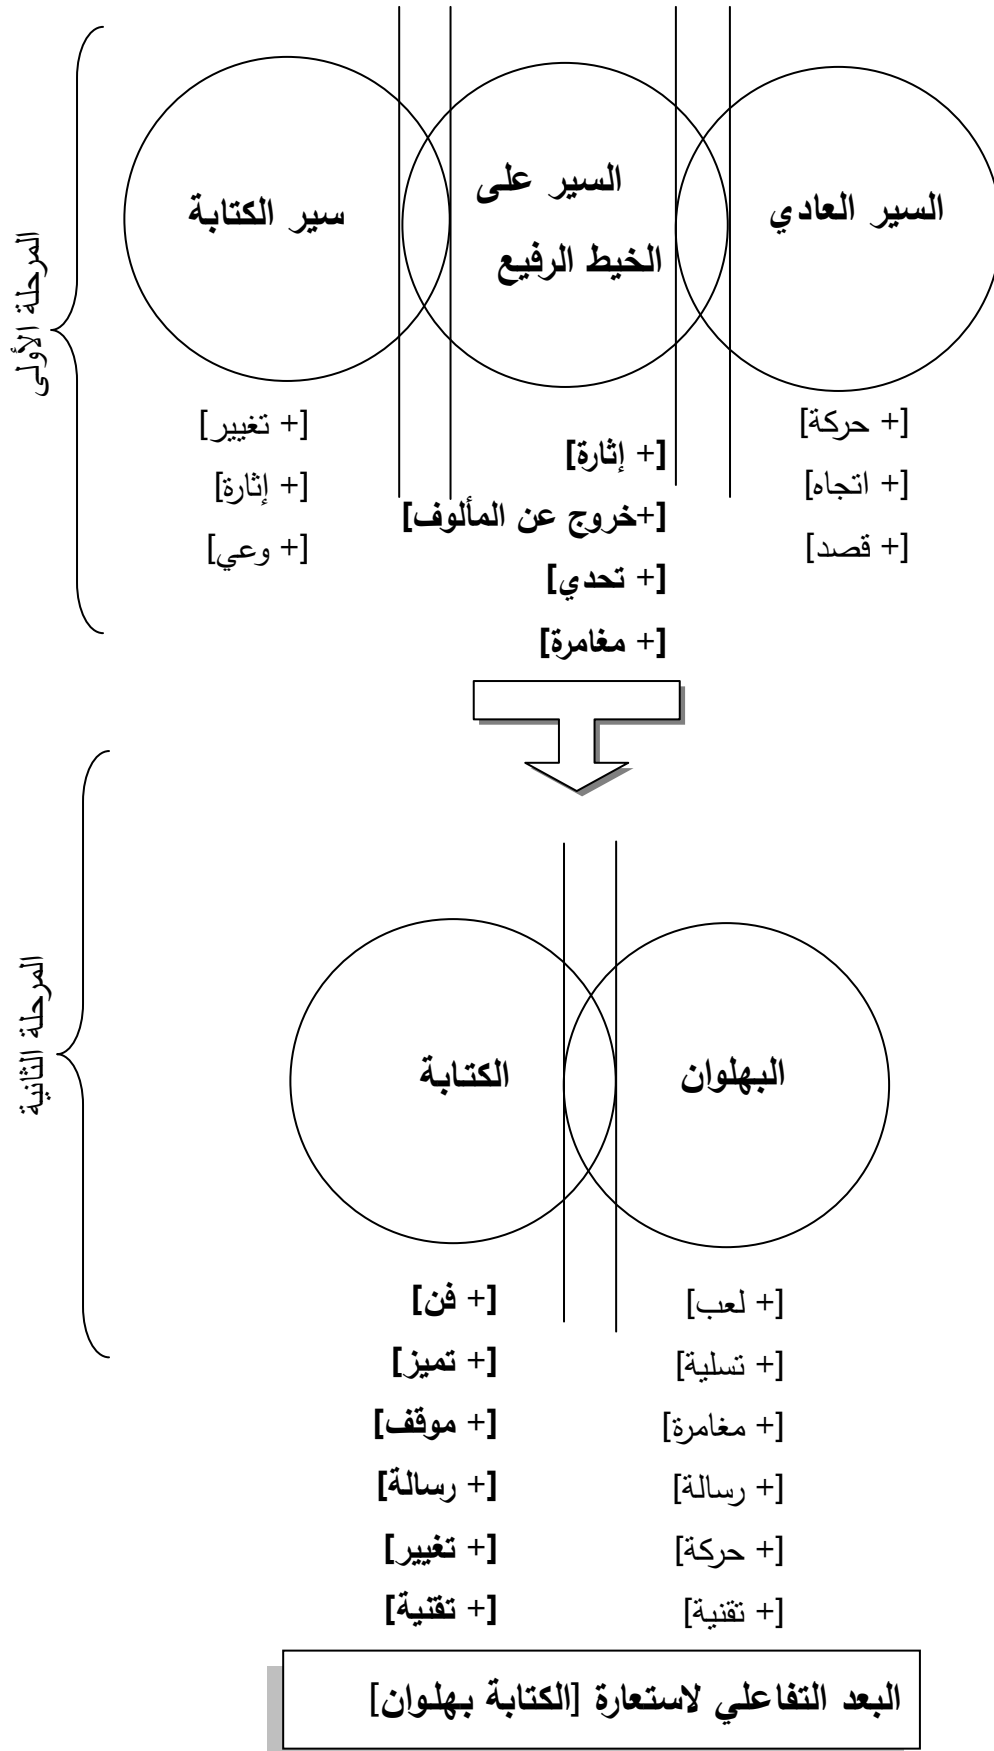 المرحلة الأولى
السير العادي
السير على
الخيط الرفيع
سير الكتابة
[+ حركة]
[+ اتجاه]
[+ قصد]
[+ إثارة]
[+خروج عن المألوف]
[+ تحدي]
[+ مغامرة]
[+ تغيير]
[+ إثارة]
[+ وعي]
المرحلة الثانية
البهلوان
الكتابة
[+ لعب]
[+ تسلية]
[+ مغامرة]
[+ رسالة]
[+ حركة]
[+ تقنية]
[+ فن]
[+ تميز]
[+ موقف]
[+ رسالة]
[+ تغيير]
[+ تقنية]
البعد التفاعلي لاستعارة [الكتابة بهلوان]